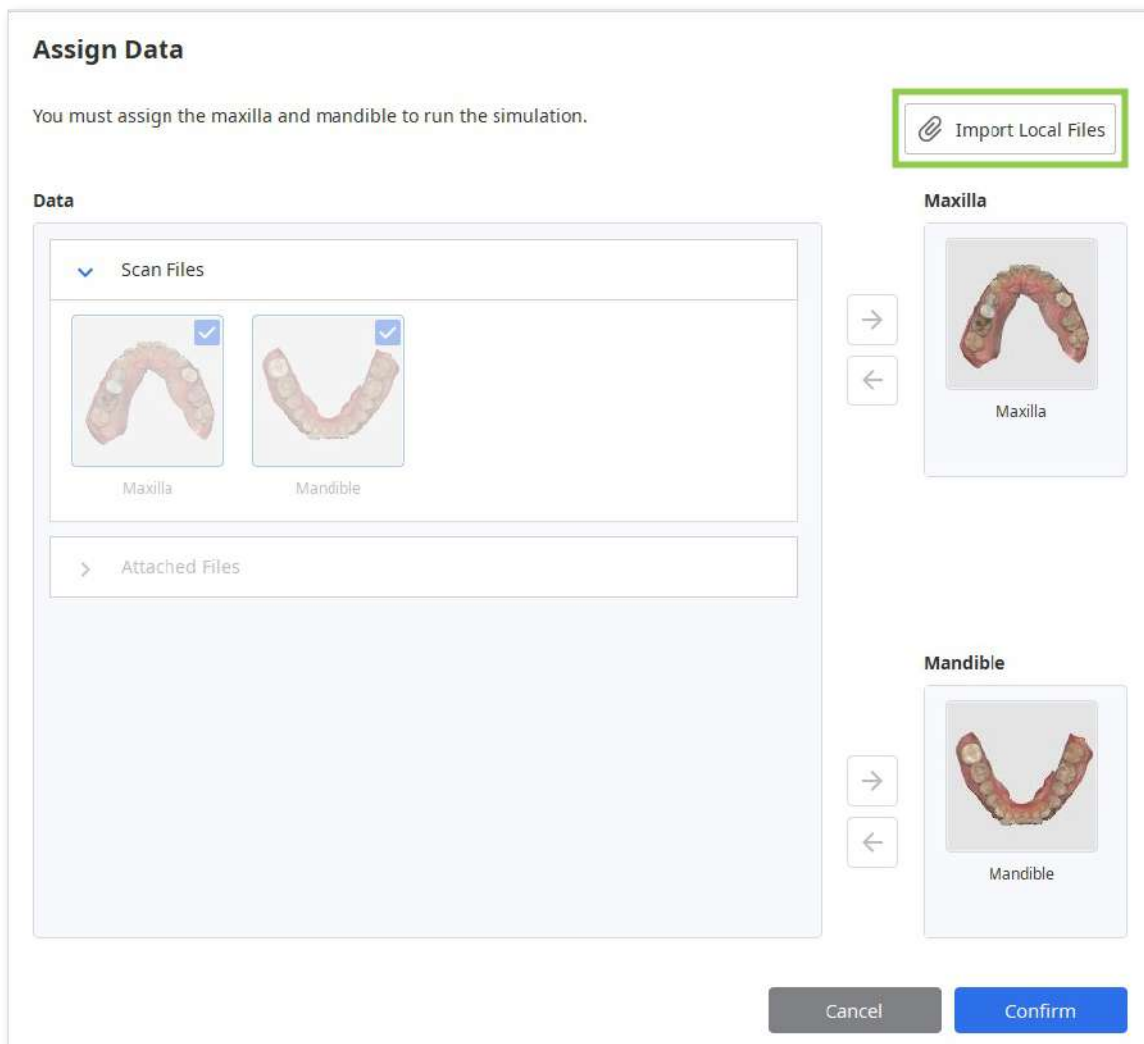 Assign Data
You must assign the maxilla and mandible to run the simulation.
Import Local Files
Data
Maxilla
Scan Files
Maxilla
Mandible
Maxilla
Attached Files
Mandible
Mandible
Cancel
Confirm